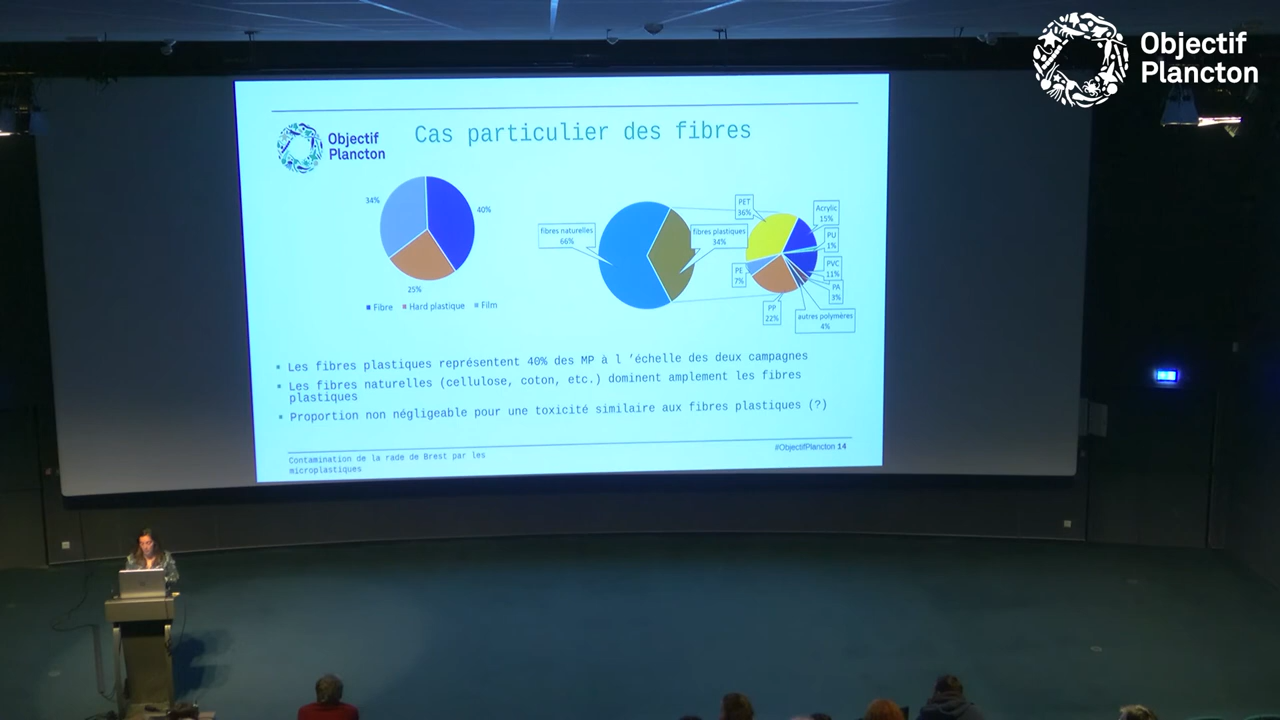 Objectif
Plancton
Objectif
Plancton
Cas particulier des fibres
34%
40%
25%
Fibre Hard plastique Film
fibres naturelles
66%
fibres plastiques
34%
PET
36%
Acrylic
15%
PU
1%
PVC
11%
PA
3%
autres polymères
4%
PP
22%
PE
7%
Les fibres plastiques représentent 40% des MP à l ’échelle des deux campagnes
Les fibres naturelles (cellulose, coton, etc.) dominent amplement les fibres
plastiques
Proportion non négligeable pour une toxicité similaire aux fibres plastiques (?)
Contamination de la rade de Brest par les
microplastiques
#ObjectifPlancton 14